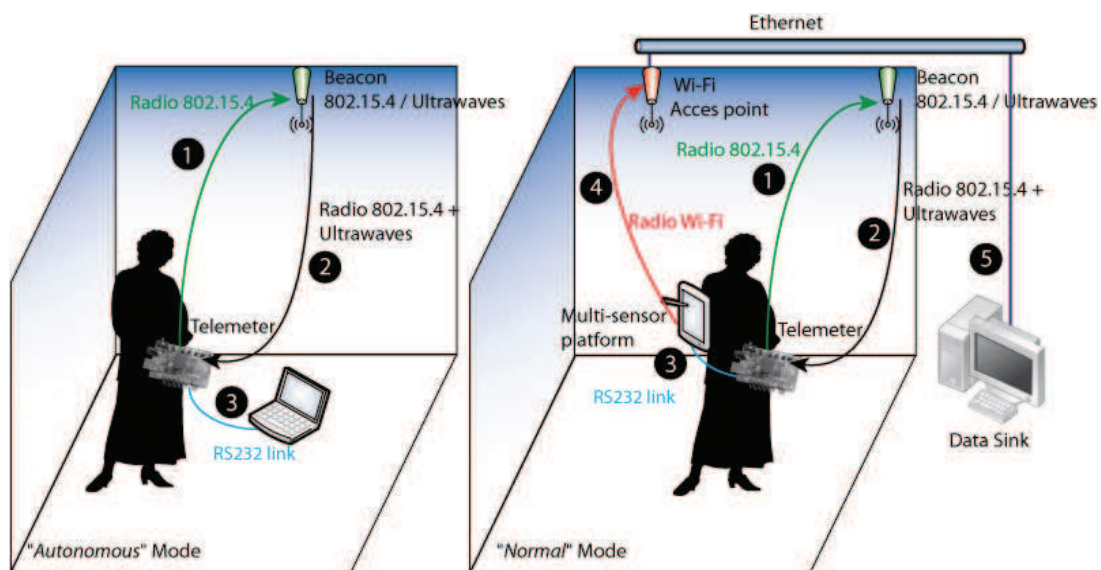 Radio 802.15.4
Beacon
802.15.4 / Ultrawaves
1
Radio 802.15.4 +
Ultrawaves
2
Telemeter
3
RS232 link
"Autonomous" Mode
Ethernet
Wi-Fi
Acces point
Beacon
802.15.4 / Ultrawaves
Radio 802.15.4
1
4
Radio Wi-Fi
Radio 802.15.4 +
Ultrawaves
2
5
Multi-sensor
platform
Telemeter
3
RS232 link
Data Sink
"Normal" Mode